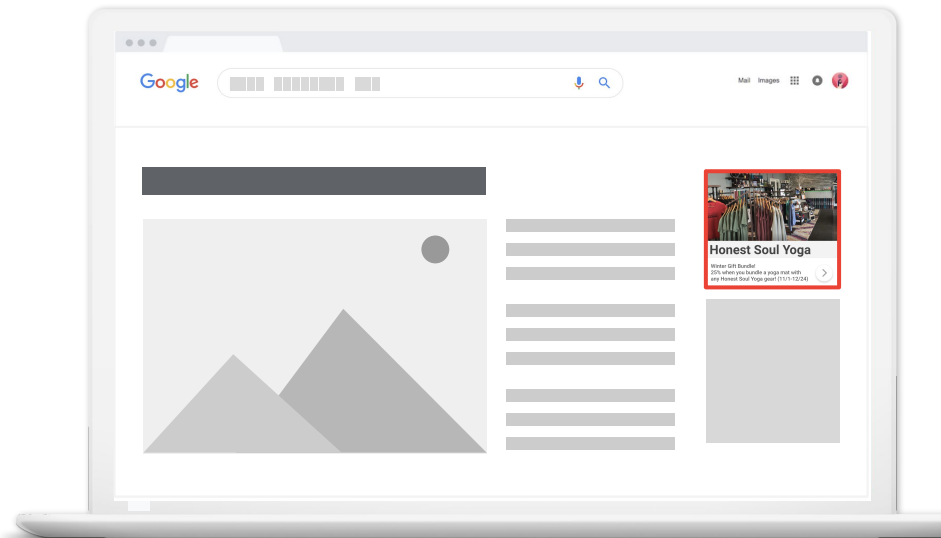 Google
Mail Images
Honest Soul Yoga
Winter Gift Bundle!
25% when you bundle a yoga mat with
any Honest Soul Yoga gear! (11/1-12/24)